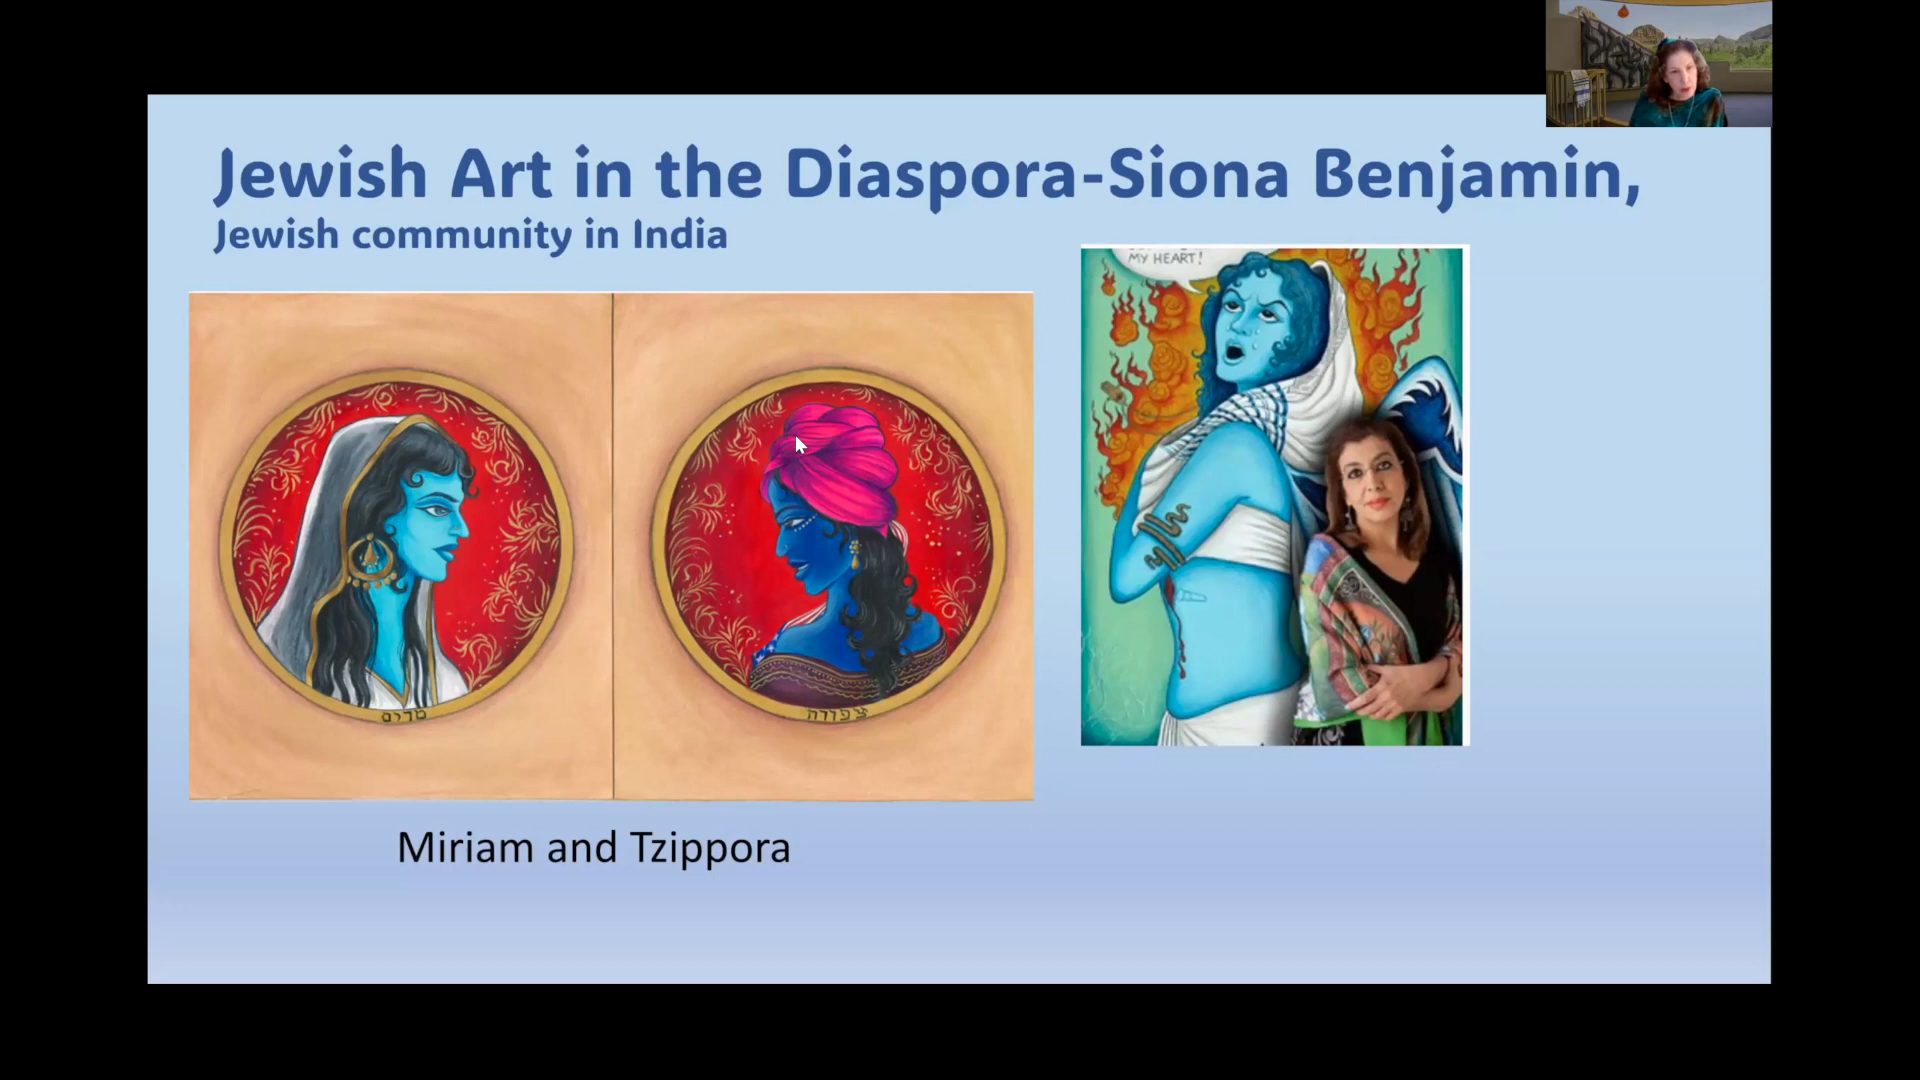 Jewish Art in the Diaspora-Siona Benjamin,
Jewish community in India
MY HEART!
מרים
צפורה
Miriam and Tzippora